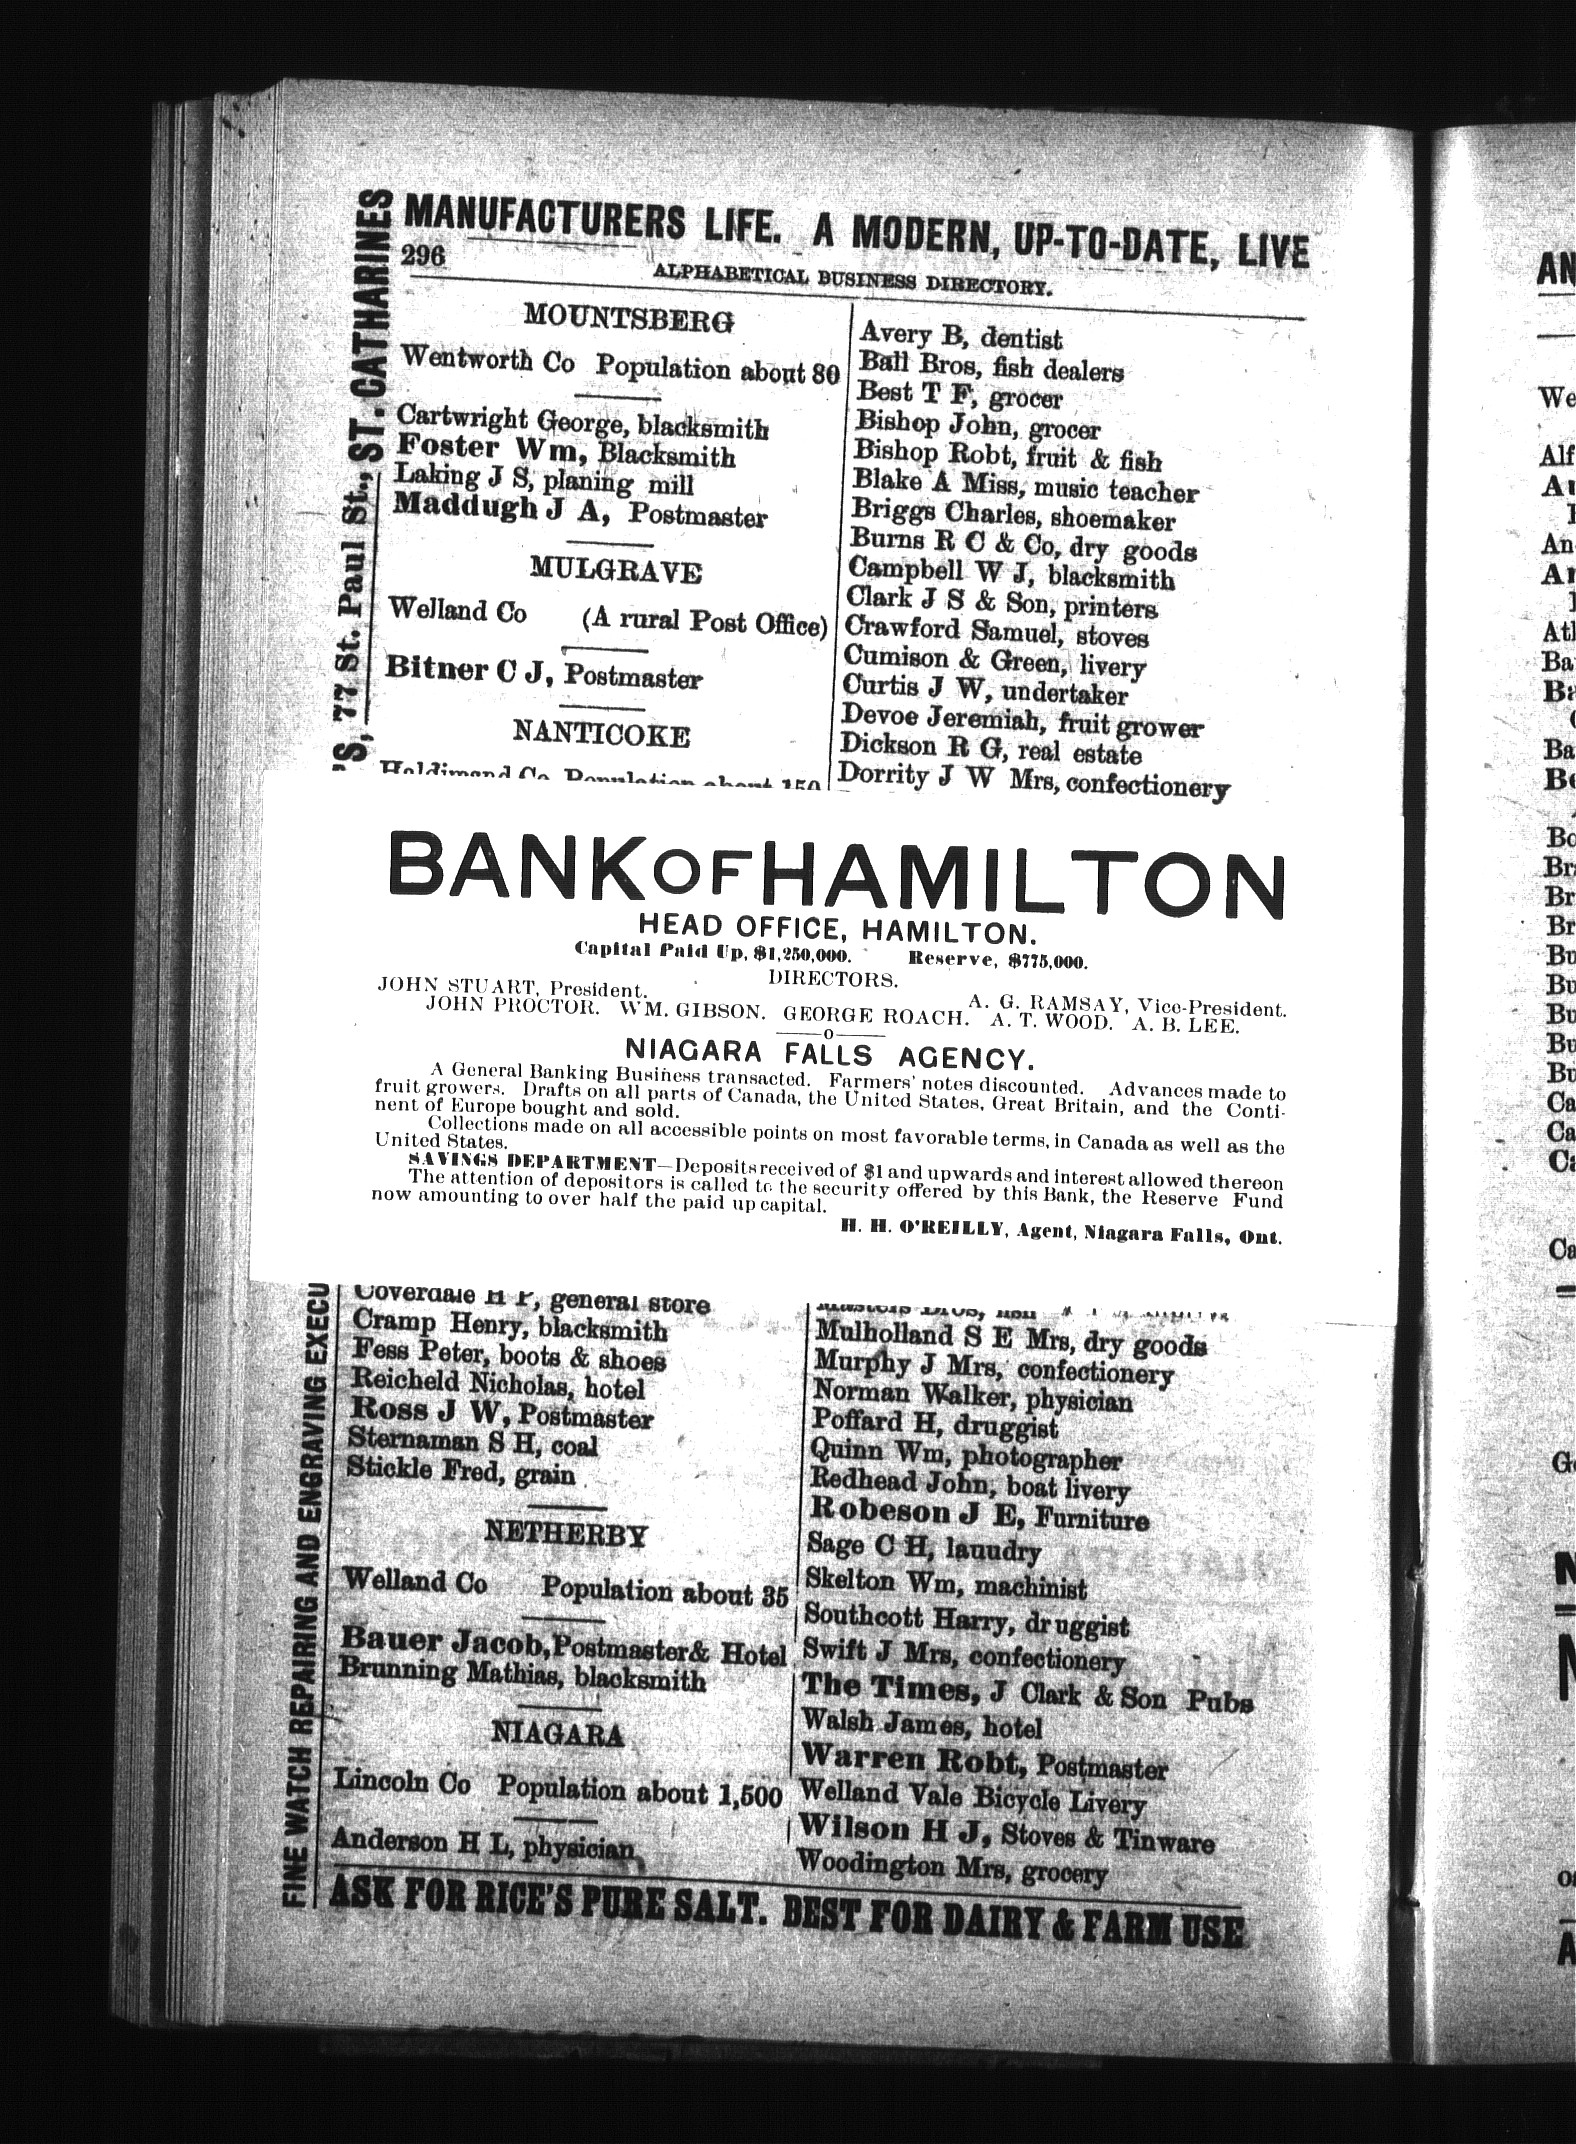 MANUFACTURERS LIFE. A MODERN, UP-TO-DATE, LIVE
296
ALPHABETICAL BUSINESS DIRECTORY.
MOUNTSBERG
Wentworth Co Population about 80
Cartwright George, blacksmith
Foster Wm, Blacksmith
Laking J S, planing mill
Maddugh J A, Postmaster
MULGRAVE
Welland Co (A rural Post Office)
Bitner C J, Postmaster
NANTICOKE
Haldimand Co Population about 150
Avery B, dentist
Ball Bros, fish dealers
Best T F, grocer
Bishop John, grocer
Bishop Robt, fruit & fish
Blake A Miss, music teacher
Briggs Charles, shoemaker
Burns R C & Co, dry goods
Campbell W J, blacksmith
Clark J S & Son, printers
Crawford Samuel, stoves
Cumison & Green, livery
Curtis J W, undertaker
Devoe Jeremiah, fruit grower
Dickson R G, real estate
Dorrity J W Mrs, confectionery
'S, 77 St. Paul St., ST. CATHARINES
BANK OF HAMILTON
HEAD OFFICE, HAMILTON.
Capital Paid Up, $1,250,000. Reserve, $775,000.
DIRECTORS.
JOHN STUART, President. A. G. RAMSAY, Vice-President.
JOHN PROCTOR. WM. GIBSON. GEORGE ROACH. A. T. WOOD. A. B. LEE.
NIAGARA FALLS AGENCY.
A General Banking Business transacted. Farmers' notes discounted. Advances made to
fruit growers. Drafts on all parts of Canada, the United States, Great Britain, and the Conti-
nent of Europe bought and sold.
Collections made on all accessible points on most favorable terms, in Canada as well as the
United States.
SAVINGS DEPARTMENT—Deposits received of $1 and upwards and interest allowed thereon
The attention of depositors is called to the security offered by this Bank, the Reserve Fund
now amounting to over half the paid up capital.
H. H. O'REILLY, Agent, Niagara Falls, Ont.
Coverdale H F, general store
Cramp Henry, blacksmith
Fess Peter, boots & shoes
Reicheld Nicholas, hotel
Ross J W, Postmaster
Sternaman S H, coal
Stickle Fred, grain
NETHERBY
Welland Co Population about 35
Bauer Jacob, Postmaster & Hotel
Brunning Mathias, blacksmith
NIAGARA
Lincoln Co Population about 1,500
Anderson H L, physician
Masters Bros, fish
Mulholland S E Mrs, dry goods
Murphy J Mrs, confectionery
Norman Walker, physician
Poffard H, druggist
Quinn Wm, photographer
Redhead John, boat livery
Robeson J E, Furniture
Sage C H, lauudry
Skelton Wm, machinist
Southcott Harry, druggist
Swift J Mrs, confectionery
The Times, J Clark & Son Pubs
Walsh James, hotel
Warren Robt, Postmaster
Welland Vale Bicycle Livery
Wilson H J, Stoves & Tinware
Woodington Mrs, grocery
FINE WATCH REPAIRING AND ENGRAVING EXECU
ASK FOR RICE'S PURE SALT. BEST FOR DAIRY & FARM USE